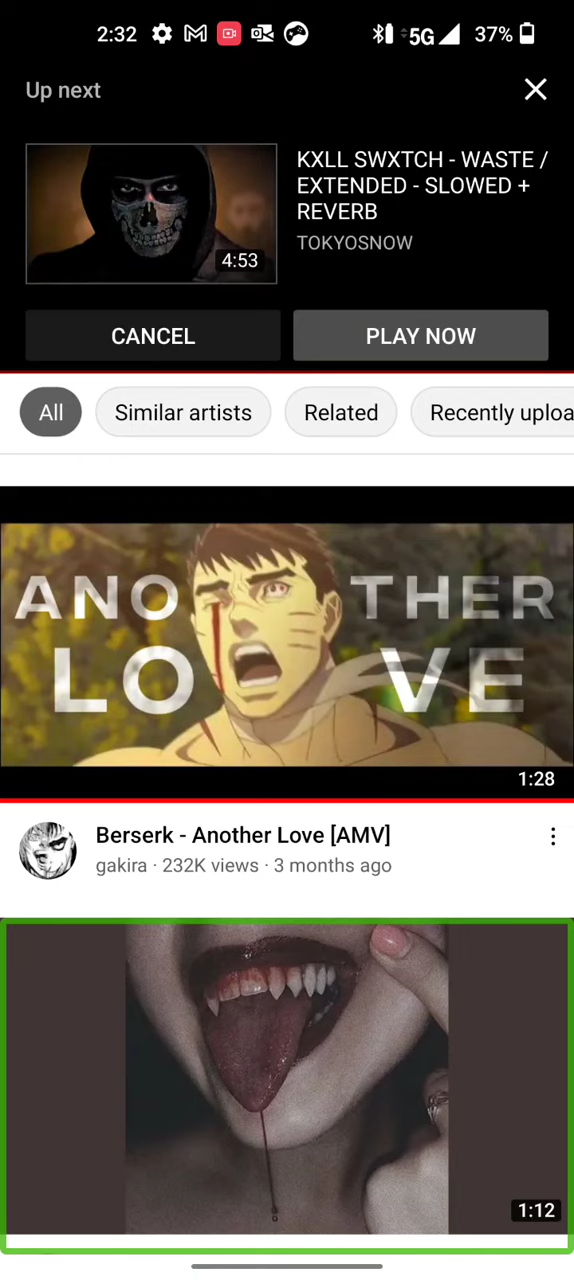 2:32
5G
37%
Up next
KXLL SWXTCH - WASTE /
EXTENDED - SLOWED +
REVERB
TOKYOSNOW
4:53
CANCEL
PLAY NOW
All
Similar artists
Related
Recently uploa
ANOTHER
LOVE
1:28
Berserk - Another Love [AMV]
gakira · 232K views · 3 months ago
1:12